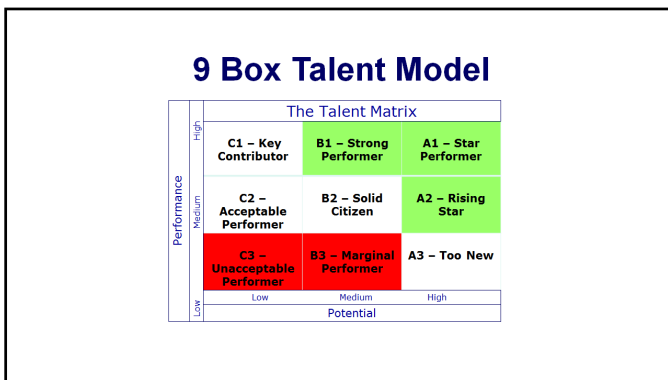 9 Box Talent Model
The Talent Matrix
Performance
High
Medium
Low
C1 – Key
Contributor
B1 – Strong
Performer
A1 – Star
Performer
C2 –
Acceptable
Performer
B2 – Solid
Citizen
A2 – Rising
Star
C3 –
Unacceptable
Performer
B3 – Marginal
Performer
A3 – Too New
Low
Medium
High
Potential